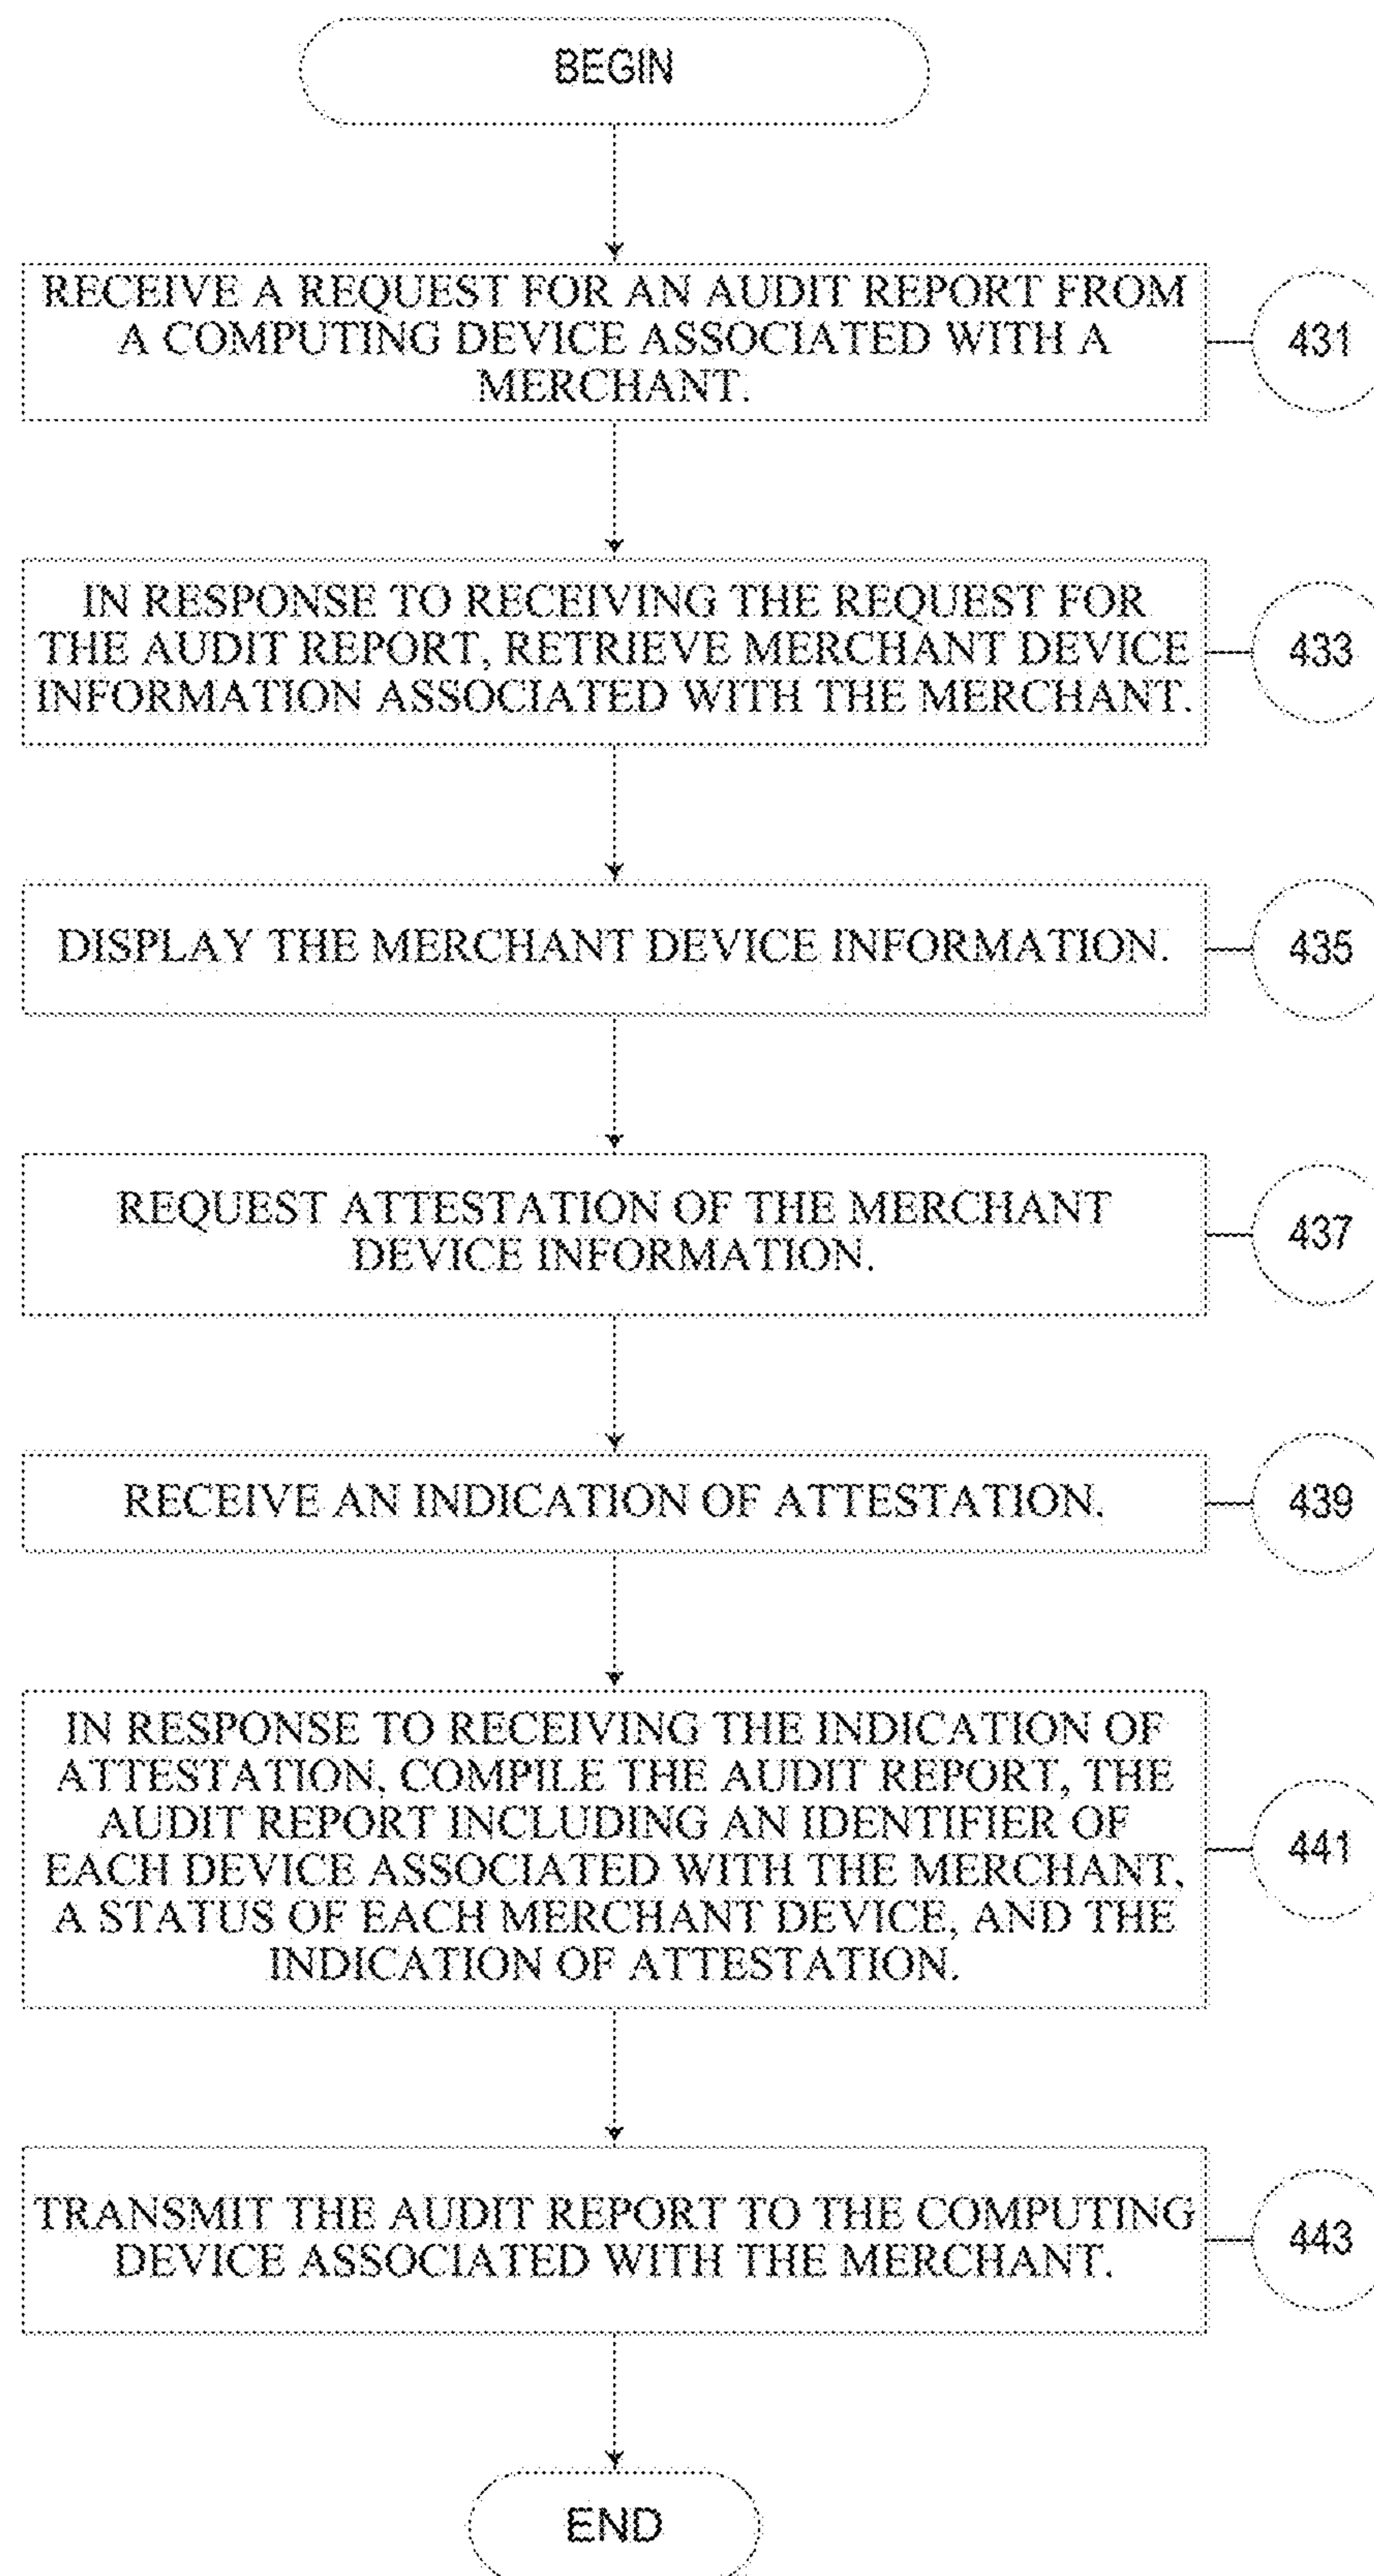 BEGIN
RECEIVE A REQUEST FOR AN AUDIT REPORT FROM
A COMPUTING DEVICE ASSOCIATED WITH A
MERCHANT.
431
IN RESPONSE TO RECEIVING THE REQUEST FOR
THE AUDIT REPORT, RETRIEVE MERCHANT DEVICE
INFORMATION ASSOCIATED WITH THE MERCHANT.
433
DISPLAY THE MERCHANT DEVICE INFORMATION.
435
REQUEST ATTESTATION OF THE MERCHANT
DEVICE INFORMATION.
437
RECEIVE AN INDICATION OF ATTESTATION.
439
IN RESPONSE TO RECEIVING THE INDICATION OF
ATTESTATION, COMPILE THE AUDIT REPORT, THE
AUDIT REPORT INCLUDING AN IDENTIFIER OF
EACH DEVICE ASSOCIATED WITH THE MERCHANT,
A STATUS OF EACH MERCHANT DEVICE, AND THE
INDICATION OF ATTESTATION.
441
TRANSMIT THE AUDIT REPORT TO THE COMPUTING
DEVICE ASSOCIATED WITH THE MERCHANT.
443
END